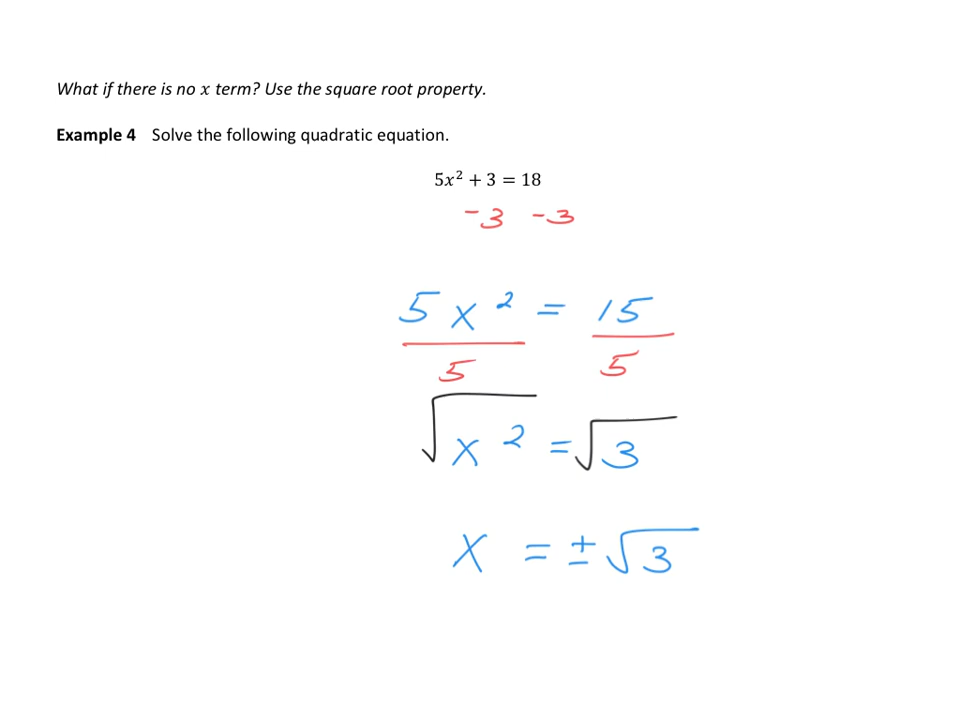 What if there is no x term? Use the square root property.
Example 4 Solve the following quadratic equation.
5x² + 3 = 18
-3 -3
5x² = 15
5 5
√x² = √3
x = ±√3